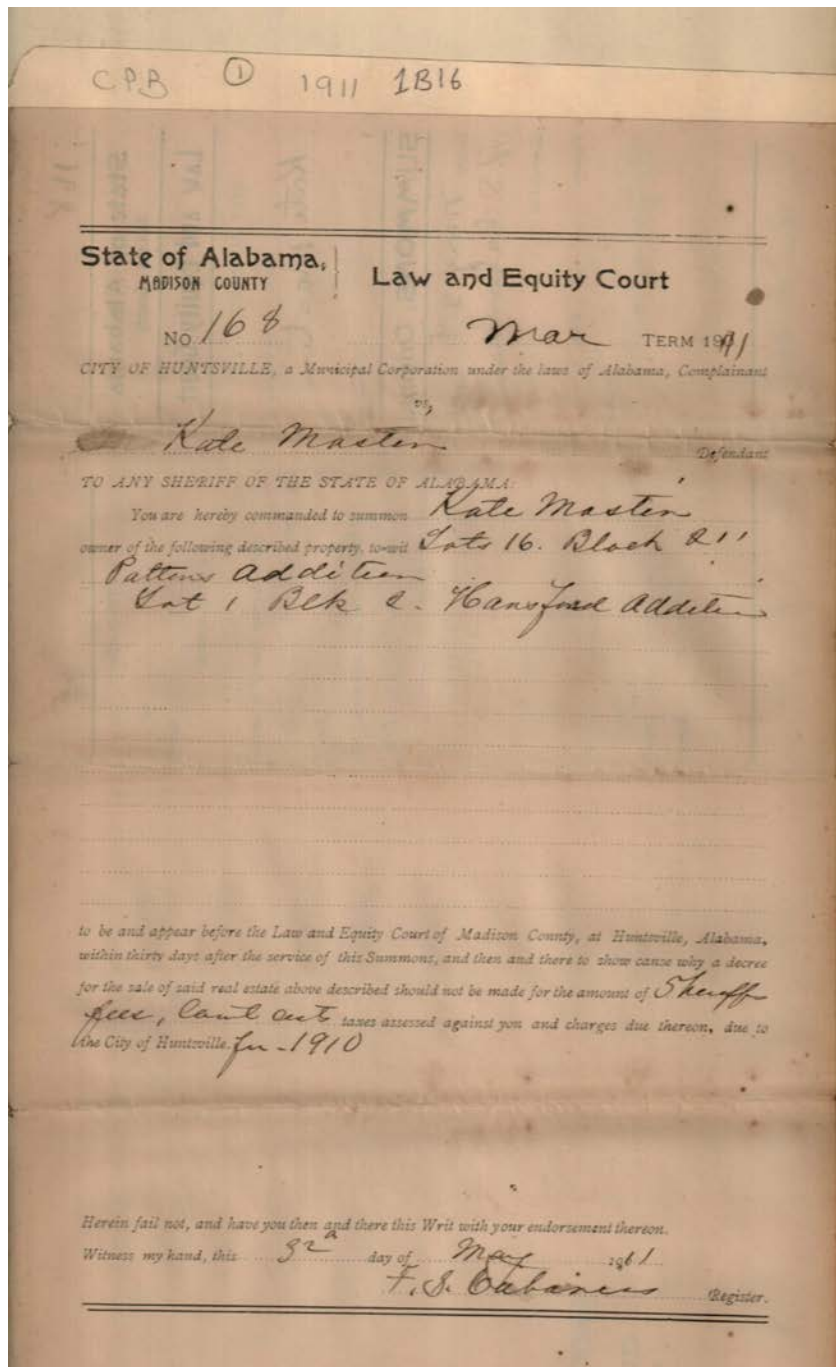 CPB ① 1911 1B16
State of Alabama,
MADISON COUNTY
Law and Equity Court
No 168 Mar TERM 1911
CITY OF HUNTSVILLE, a Municipal Corporation under the laws of Alabama, Complainant
vs,
Kate Mastin Defendant
TO ANY SHERIFF OF THE STATE OF ALABAMA:
You are hereby commanded to summon Kate Mastin
owner of the following described property, to-wit Lots 16. Block
Pattons Addition
Lot 1 Blk 2. Hansford Addition
to be and appear before the Law and Equity Court of Madison County, at Huntsville, Alabama,
within thirty days after the service of this Summons, and then and there to show cause why a decree
for the sale of said real estate above described should not be made for the amount of Sheriff
fees, Court cost taxes assessed against you and charges due thereon, due to
the City of Huntsville. for 1910
Herein fail not, and have you then and there this Writ with your endorsement thereon.
Witness my hand, this day of May 1911
F. S. Cabaness Register.